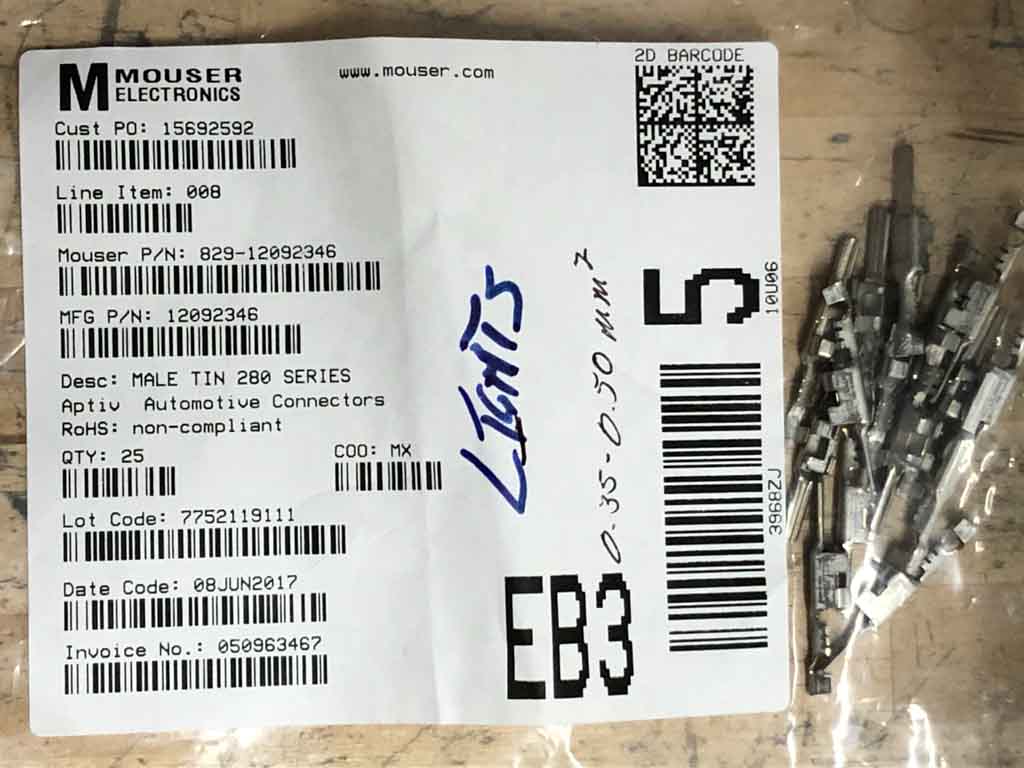 M MOUSER
ELECTRONICS
www.mouser.com
2D BARCODE
Cust PO: 15692592
Line Item: 008
Mouser P/N: 829-12092346
MFG P/N: 12092346
Desc: MALE TIN 280 SERIES
Aptiv Automotive Connectors
RoHS: non-compliant
QTY: 25
COO: MX
Lot Code: 7752119111
Date Code: 08JUN2017
Invoice No.: 050963467
LIGHTS
0.35-0.50 mm²
5
10U06
3968ZJ
EB3